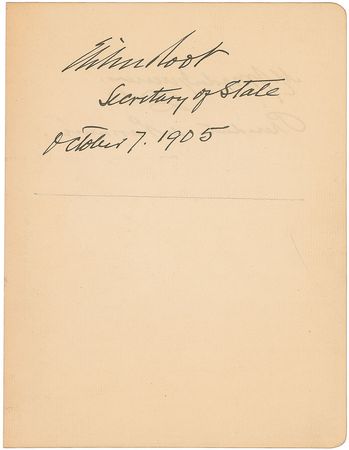 Elihu Root
Secretary of State
October 7. 1905